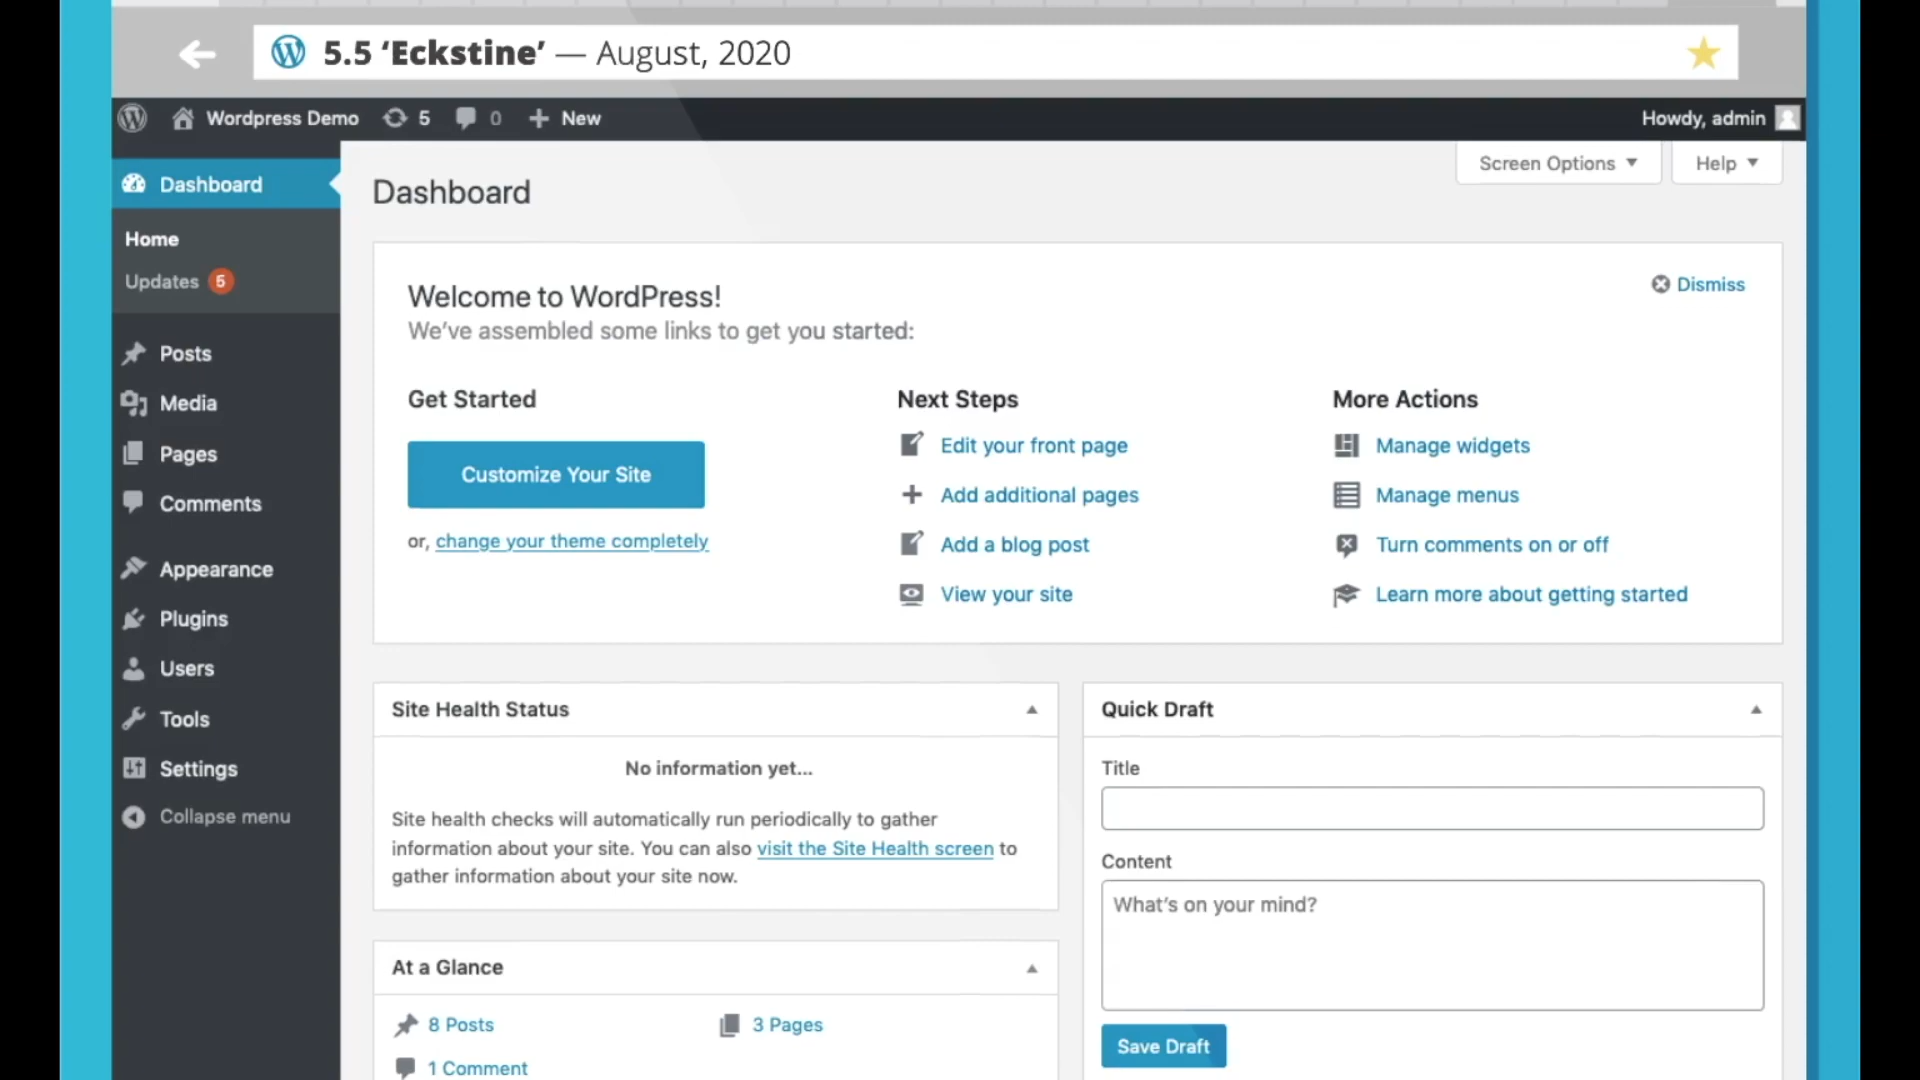 5.5 ‘Eckstine’ — August, 2020
Wordpress Demo 5 0 + New
Howdy, admin
Dashboard
Home
Updates 5
Posts
Media
Pages
Comments
Appearance
Plugins
Users
Tools
Settings
Collapse menu
Screen Options
Help
Dashboard
Welcome to WordPress!
We’ve assembled some links to get you started:
Dismiss
Get Started
Customize Your Site
or, change your theme completely
Next Steps
Edit your front page
Add additional pages
Add a blog post
View your site
More Actions
Manage widgets
Manage menus
Turn comments on or off
Learn more about getting started
Site Health Status
No information yet...
Site health checks will automatically run periodically to gather
information about your site. You can also visit the Site Health screen to
gather information about your site now.
At a Glance
8 Posts
3 Pages
1 Comment
Quick Draft
Title
Content
What’s on your mind?
Save Draft